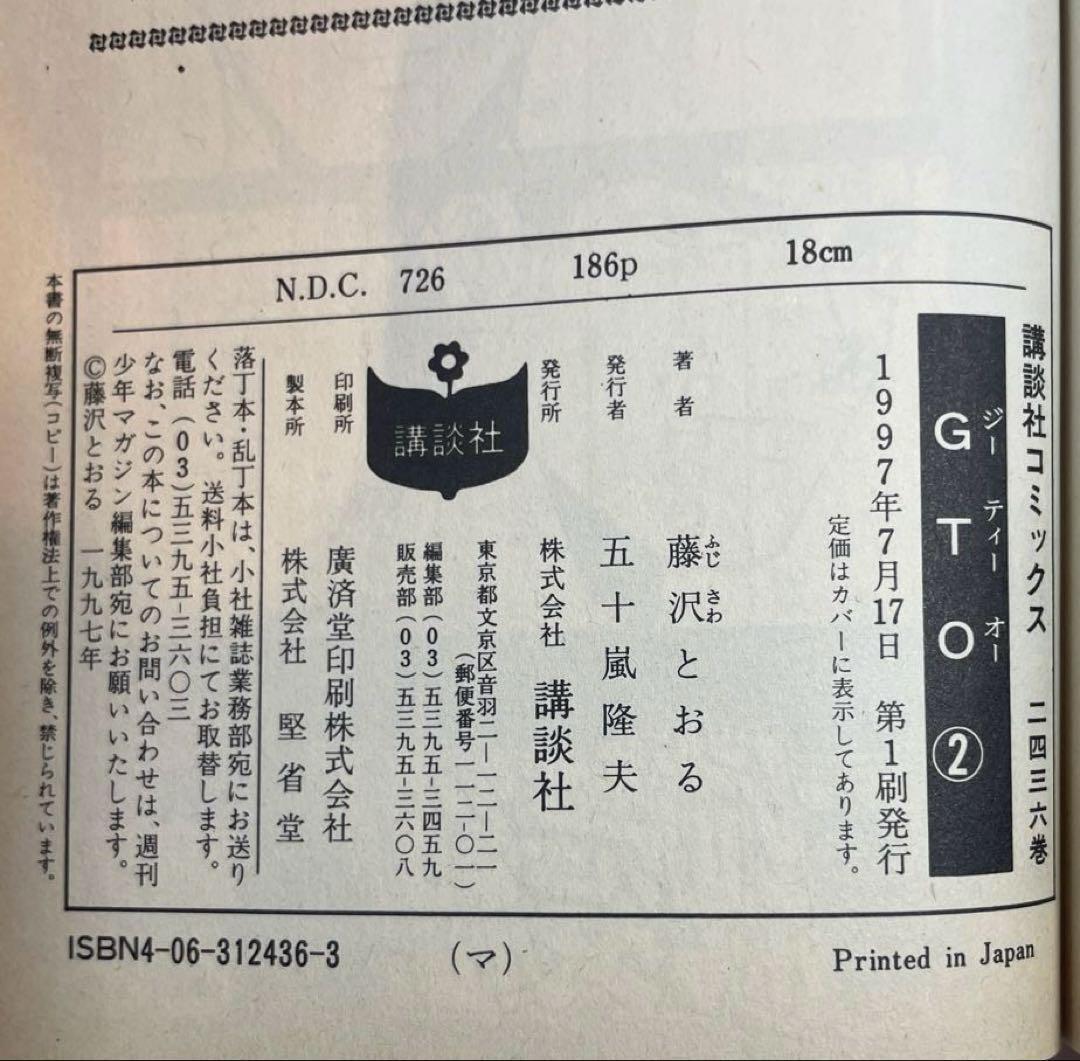 N.D.C. 726 186p 18cm
講談社コミックス 二四三六巻
ジー ティー オー
GTO②
1997年7月17日 第1刷発行
定価はカバーに表示してあります。
著者 藤沢とおる
ふじ さわ
発行者 五十嵐隆夫
発行所 株式会社 講談社
東京都文京区音羽二―一二―二一
(郵便番号一一二-〇一)
編集部(03)五三九五-三四五九
販売部(03)五三九五-三六〇八
講談社
印刷所 廣済堂印刷株式会社
製本所 株式会社 堅省堂
落丁本・乱丁本は、小社雑誌業務部宛にお送り
ください。送料小社負担にてお取替します。
電話(03)五三九五-三六〇三
なお、この本についてのお問い合わせは、週刊
少年マガジン編集部宛にお願いいたします。
©藤沢とおる 一九九七年
本書の無断複写(コピー)は著作権法上での例外を除き、禁じられています。
ISBN4-06-312436-3 (マ) Printed in Japan